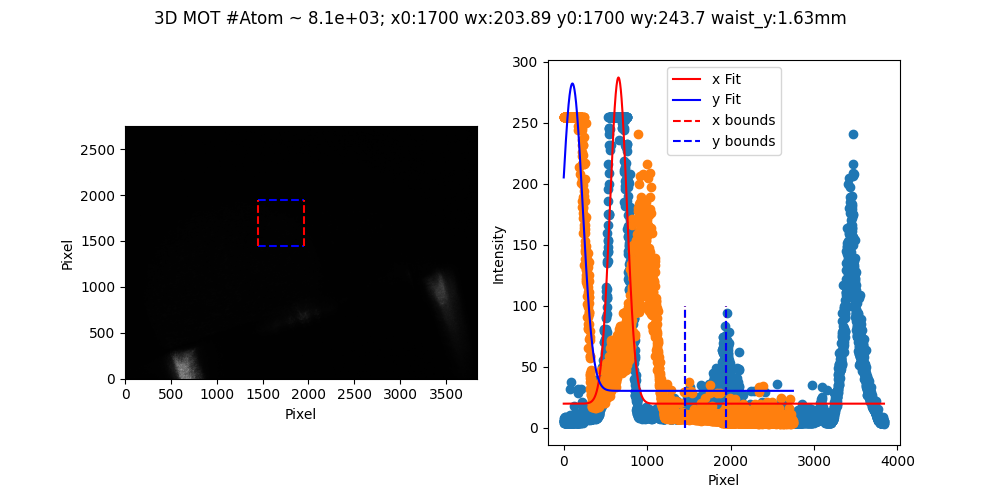 3D MOT #Atom ~ 8.1e+03; x0:1700 wx:203.89 y0:1700 wy:243.7 waist_y:1.63mm
Pixel
2500
2000
1500
1000
500
0
0 500 1000 1500 2000 2500 3000 3500
Pixel
Intensity
300
250
200
150
100
50
0
x Fit
y Fit
x bounds
y bounds
0 1000 2000 3000 4000
Pixel